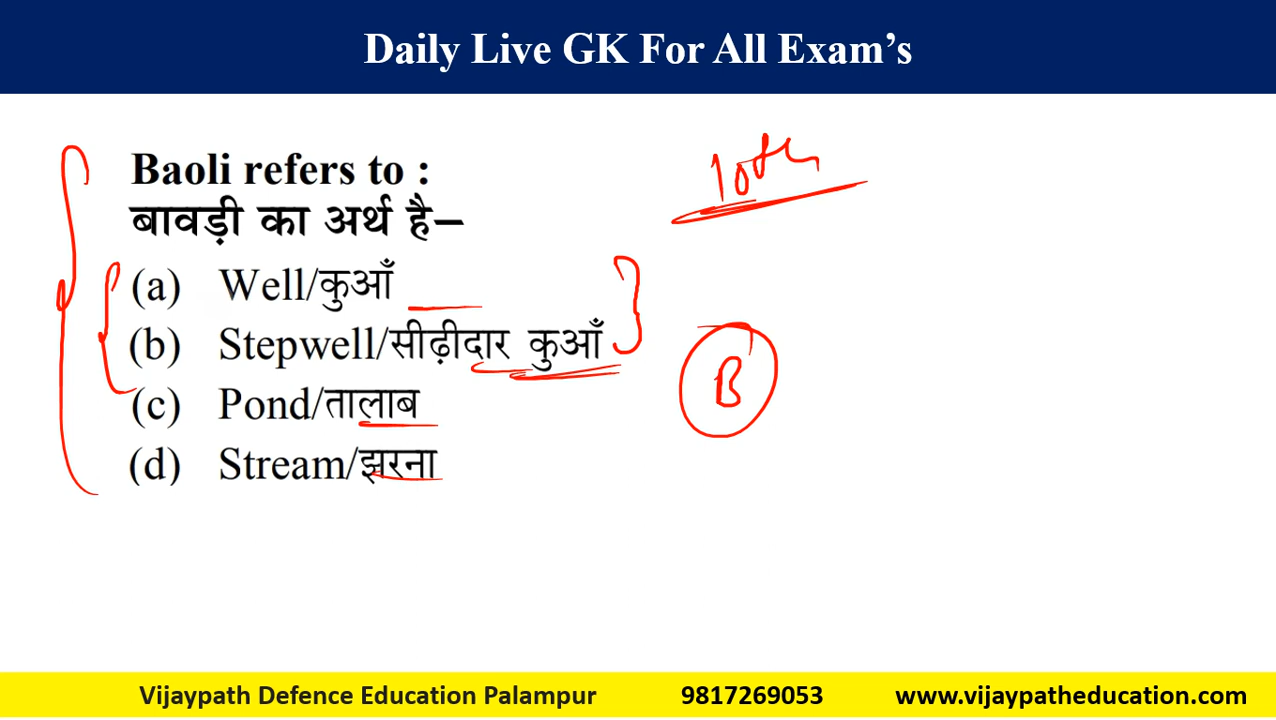 Daily Live GK For All Exam's
Baoli refers to :
10th
बावड़ी का अर्थ है–
(a) Well/कुआँ
(b) Stepwell/सीढ़ीदार कुआँ
B
(c) Pond/तालाब
(d) Stream/झरना
Vijaypath Defence Education Palampur 9817269053 www.vijaypatheducation.com